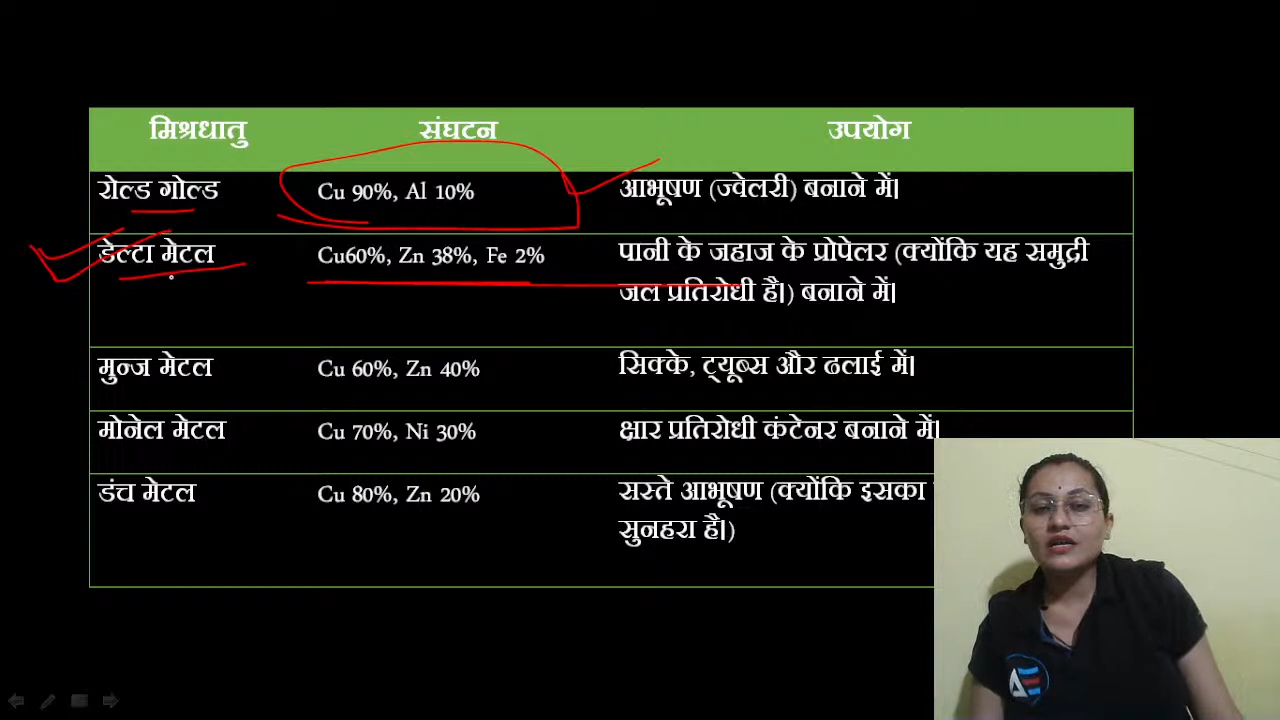 मिश्रधातु संघटन उपयोग
रोल्ड गोल्ड Cu 90%, Al 10% आभूषण (ज्वेलरी) बनाने में।
डेल्टा मेटल Cu60%, Zn 38%, Fe 2% पानी के जहाज के प्रोपेलर (क्योंकि यह समुद्री
जल प्रतिरोधी है।) बनाने में।
मुन्ज मेटल Cu 60%, Zn 40% सिक्के, ट्यूब्स और ढलाई में।
मोनेल मेटल Cu 70%, Ni 30% क्षार प्रतिरोधी कंटेनर बनाने में।
डंच मेटल Cu 80%, Zn 20% सस्ते आभूषण (क्योंकि इसका
सुनहरा है।)